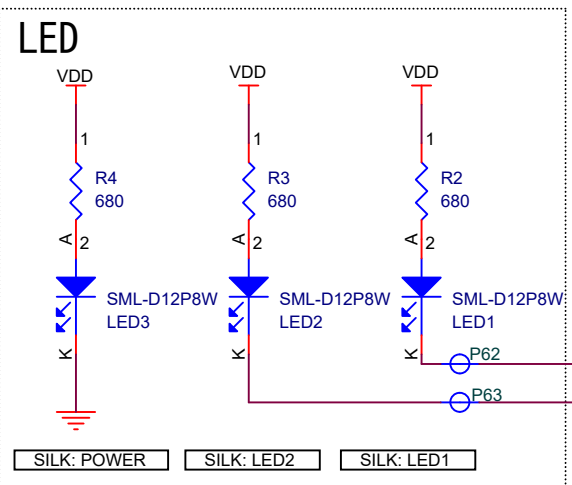 LED
VDD
VDD
VDD
1
1
1
R4
680
R3
680
R2
680
A
2
A
2
A
2
SML-D12P8W
LED3
SML-D12P8W
LED2
SML-D12P8W
LED1
K
K
K
P62
P63
SILK: POWER
SILK: LED2
SILK: LED1